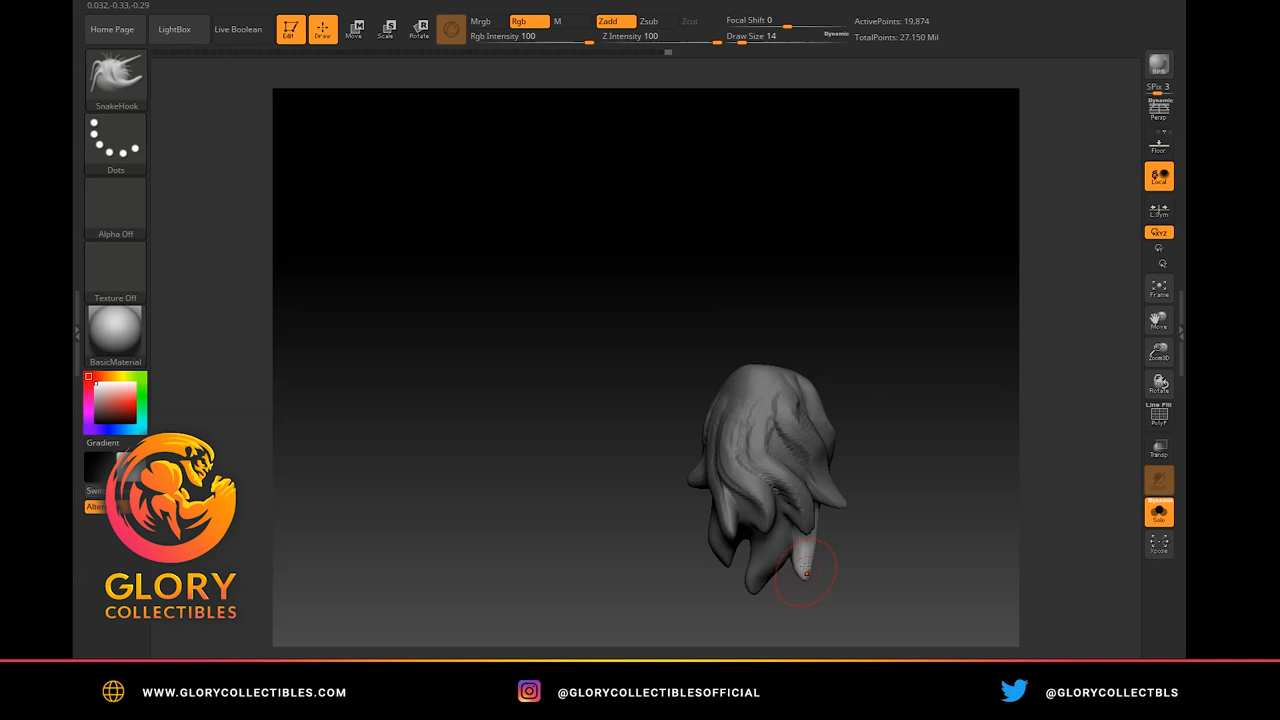 0.032,-0.33,-0.29
Home Page
LightBox
Live Boolean
Edit
Draw
Move
Scale
Rotate
Mrgb
Rgb
M
Rgb Intensity 100
Zadd
Zsub
Zcut
Z Intensity 100
Focal Shift 0
Draw Size 14
Dynamic
ActivePoints: 19,874
TotalPoints: 27.150 Mil
SnakeHook
Dots
Alpha Off
Texture Off
BasicMaterial
Gradient
BPR
SPix 3
Dynamic
Persp
Floor
Local
L.Sym
XYZ
Frame
Move
Zoom3D
Rotate
Line Fill
PolyF
Transp
Dynamic
Solo
Xpose
GLORY
COLLECTIBLES
WWW.GLORYCOLLECTIBLES.COM
@GLORYCOLLECTIBLESOFFICIAL
@GLORYCOLLECTBLS